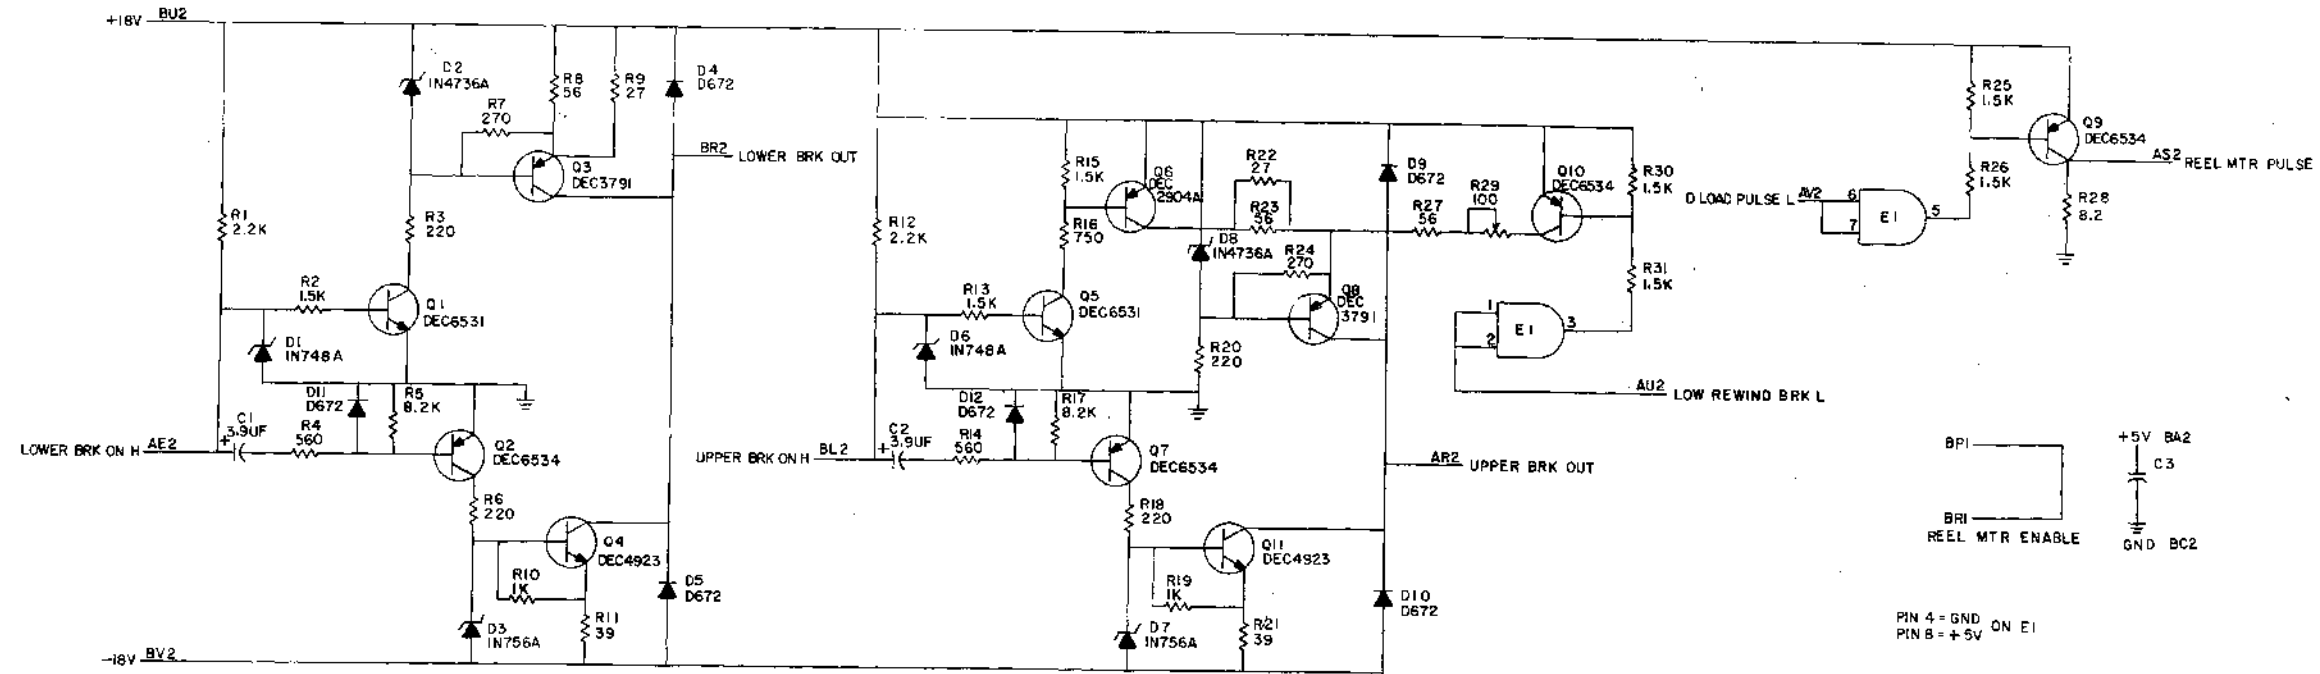 +18V BU2
D2
IN4736A
R7
270
R8
56
R9
27
D4
D672
Q3
DEC3791
BR2 LOWER BRK OUT
R1
2.2K
R3
220
R2
1.5K
Q1
DEC6531
D1
IN748A
D11
D672
R5
8.2K
C1
3.9UF
+
R4
560
LOWER BRK ON H AE2
Q2
DEC6534
R6
220
Q4
DEC4923
R10
1K
R11
39
D3
IN756A
D5
D672
-18V BV2
R12
2.2K
R15
1.5K
Q6
DEC
2904A
R16
750
R22
27
R23
56
D8
IN4736A
R24
270
D9
D672
R27
56
R29
100
Q10
DEC6534
R30
1.5K
R31
1.5K
R13
1.5K
Q5
DEC6531
Q8
DEC
3791
D6
IN748A
R20
220
D12
D672
R17
8.2K
C2
3.9UF
+
R14
560
UPPER BRK ON H BL2
Q7
DEC6534
AR2 UPPER BRK OUT
R18
220
Q11
DEC4923
R19
1K
R21
39
D7
IN756A
D10
D672
1
2
E1
3
AU2 LOW REWIND BRK L
R25
1.5K
R26
1.5K
Q9
DEC6534
AS2 REEL MTR PULSE
D LOAD PULSE L AV2
6
7
E1
5
R28
8.2
BP1
BR1
REEL MTR ENABLE
+5V BA2
C3
GND BC2
PIN 4 = GND
PIN 8 = +5V
ON E1